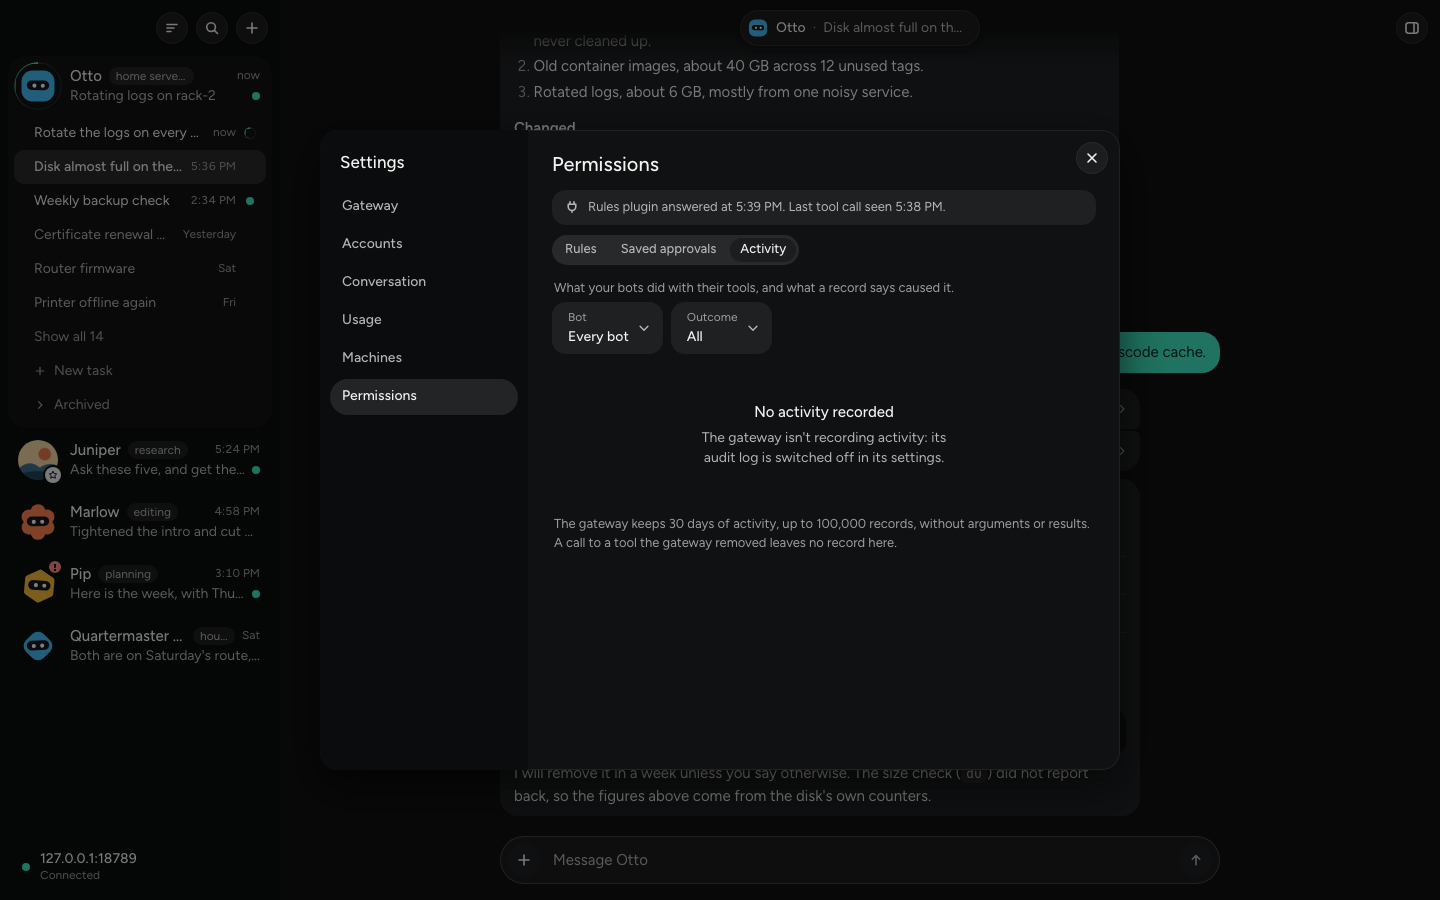 Otto home serve... now
Rotating logs on rack-2
Rotate the logs on every ... now
Disk almost full on the... 5:36 PM
Weekly backup check 2:34 PM
Certificate renewal ... Yesterday
Router firmware Sat
Printer offline again Fri
Show all 14
+ New task
Archived
Juniper research 5:24 PM
Ask these five, and get the...
Marlow editing 4:58 PM
Tightened the intro and cut ...
Pip planning 3:10 PM
Here is the week, with Thu...
Quartermaster ... hou... Sat
Both are on Saturday's route,...
127.0.0.1:18789
Connected
Otto · Disk almost full on th...
never cleaned up.
2. Old container images, about 40 GB across 12 unused tags.
3. Rotated logs, about 6 GB, mostly from one noisy service.
Changed
scode cache.
Settings
Gateway
Accounts
Conversation
Usage
Machines
Permissions
Permissions
Rules plugin answered at 5:39 PM. Last tool call seen 5:38 PM.
Rules Saved approvals Activity
What your bots did with their tools, and what a record says caused it.
Bot
Every bot
Outcome
All
No activity recorded
The gateway isn't recording activity: its
audit log is switched off in its settings.
The gateway keeps 30 days of activity, up to 100,000 records, without arguments or results.
A call to a tool the gateway removed leaves no record here.
I will remove it in a week unless you say otherwise. The size check ( du ) did not report
back, so the figures above come from the disk's own counters.
Message Otto